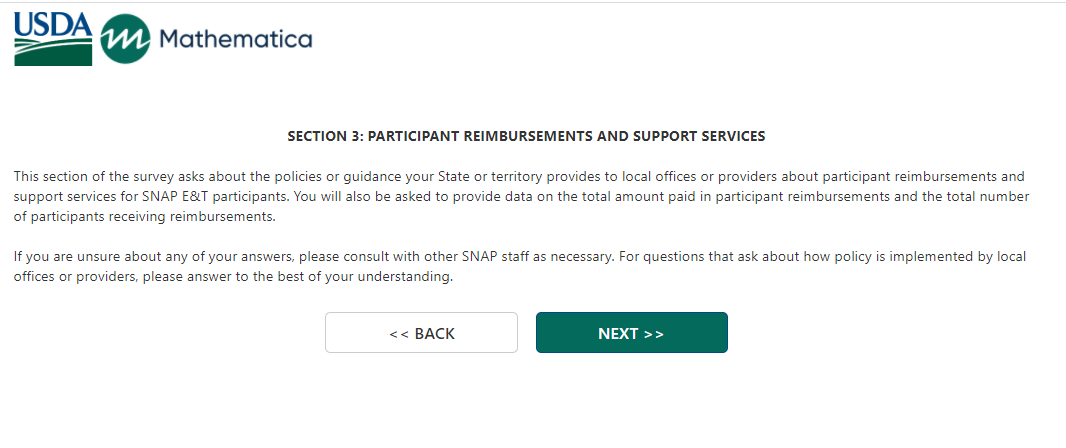 USDA Mathematica
SECTION 3: PARTICIPANT REIMBURSEMENTS AND SUPPORT SERVICES
This section of the survey asks about the policies or guidance your State or territory provides to local offices or providers about participant reimbursements and
support services for SNAP E&T participants. You will also be asked to provide data on the total amount paid in participant reimbursements and the total number
of participants receiving reimbursements.
If you are unsure about any of your answers, please consult with other SNAP staff as necessary. For questions that ask about how policy is implemented by local
offices or providers, please answer to the best of your understanding.
<< BACK NEXT >>